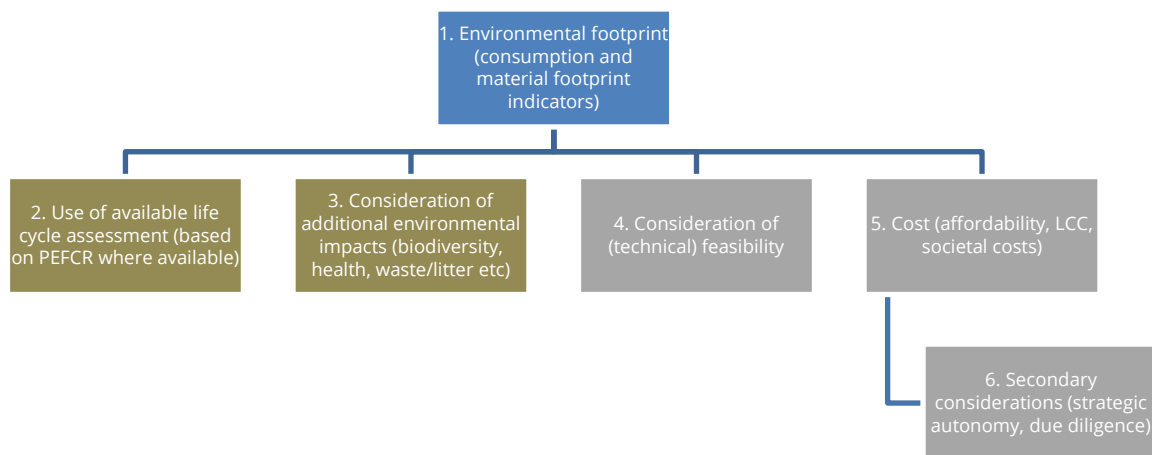 1. Environmental footprint
(consumption and
material footprint
indicators)
2. Use of available life
cycle assessment (based
on PEFCR where available)
3. Consideration of
additional environmental
impacts (biodiversity,
health, waste/litter etc)
4. Consideration of
(technical) feasibility
5. Cost (affordability, LCC,
societal costs)
6. Secondary
considerations (strategic
autonomy, due diligence)